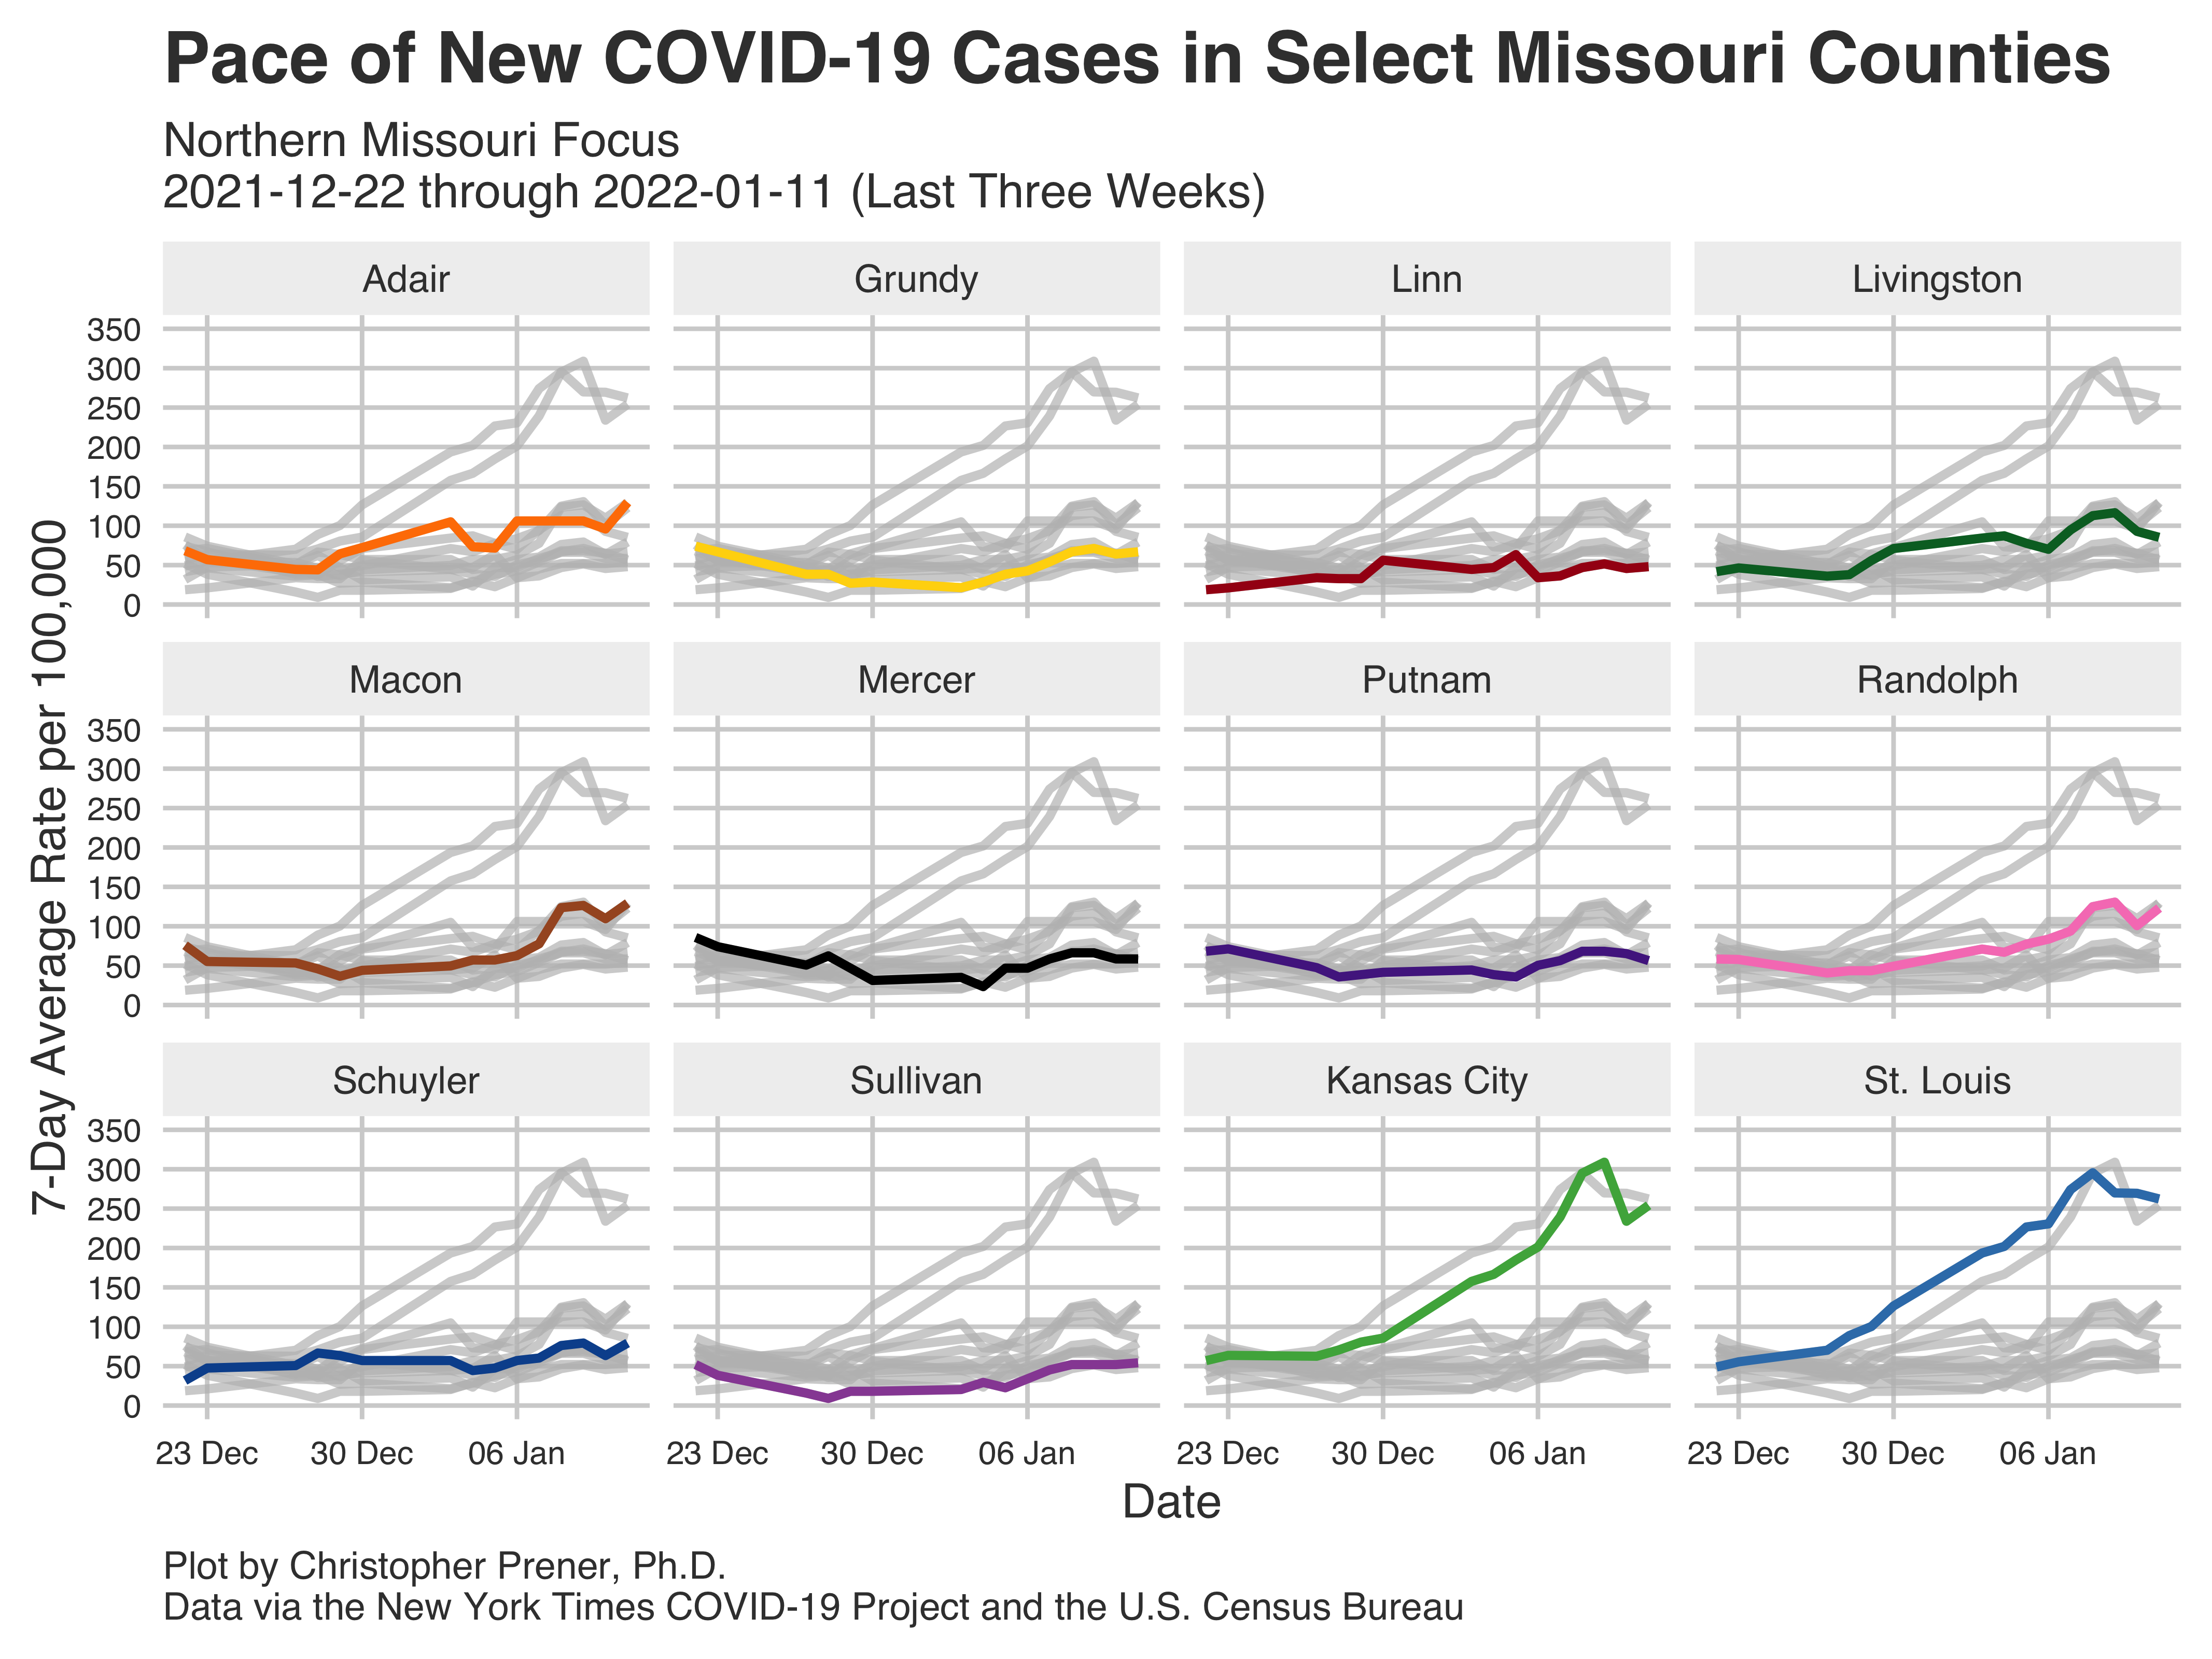 Pace of New COVID-19 Cases in Select Missouri Counties
Northern Missouri Focus
2021-12-22 through 2022-01-11 (Last Three Weeks)
Adair Grundy Linn Livingston
350
300
250
200
150
100
50
0
Macon Mercer Putnam Randolph
350
300
250
200
150
100
50
0
Schuyler Sullivan Kansas City St. Louis
350
300
250
200
150
100
50
0
7-Day Average Rate per 100,000
23 Dec 30 Dec 06 Jan 23 Dec 30 Dec 06 Jan 23 Dec 30 Dec 06 Jan 23 Dec 30 Dec 06 Jan
Date
Plot by Christopher Prener, Ph.D.
Data via the New York Times COVID-19 Project and the U.S. Census Bureau